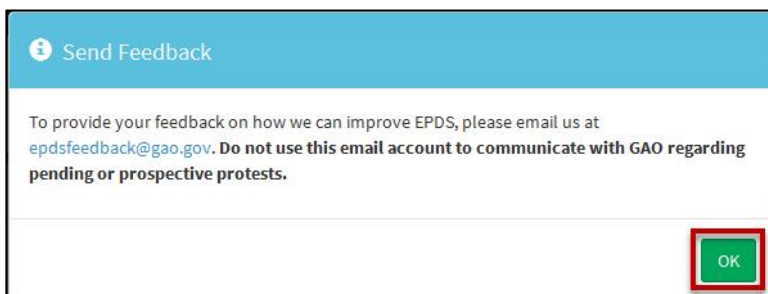 Send Feedback
To provide your feedback on how we can improve EPDS, please email us at
epdsfeedback@gao.gov. Do not use this email account to communicate with GAO regarding
pending or prospective protests.
OK